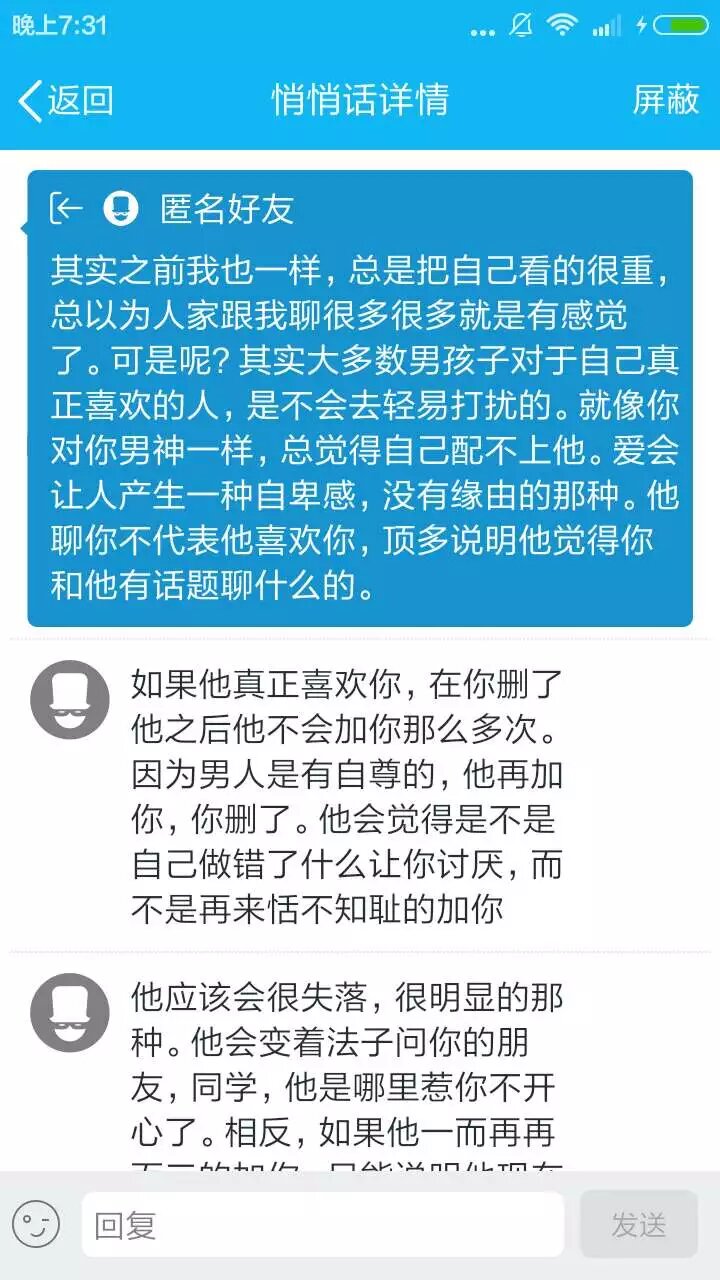 晚上7:31
返回
悄悄话详情
屏蔽
匿名好友
其实之前我也一样，总是把自己看的很重，
总以为人家跟我聊很多很多就是有感觉
了。可是呢？其实大多数男孩子对于自己真
正喜欢的人，是不会去轻易打扰的。就像你
对你男神一样，总觉得自己配不上他。爱会
让人产生一种自卑感，没有缘由的那种。他
聊你不代表他喜欢你，顶多说明他觉得你
和他有话题聊什么的。
如果他真正喜欢你，在你删了
他之后他不会加你那么多次。
因为男人是有自尊的，他再加
你，你删了。他会觉得是不是
自己做错了什么让你讨厌，而
不是再来恬不知耻的加你
他应该会很失落，很明显的那
种。他会变着法子问你的朋
友，同学，他是哪里惹你不开
心了。相反，如果他一而再再
回复
发送